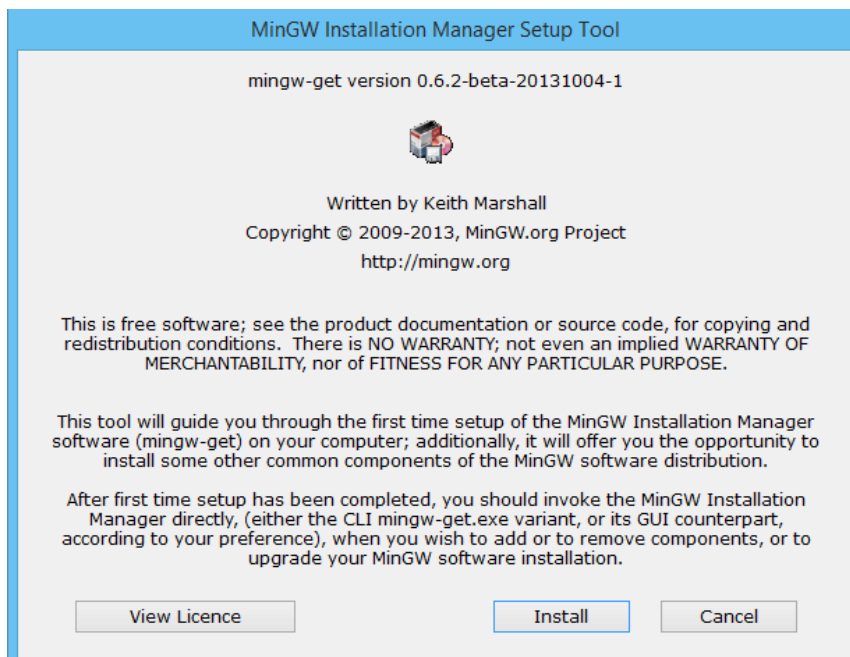 MinGW Installation Manager Setup Tool
mingw-get version 0.6.2-beta-20131004-1
Written by Keith Marshall
Copyright © 2009-2013, MinGW.org Project
http://mingw.org
This is free software; see the product documentation or source code, for copying and
redistribution conditions.  There is NO WARRANTY; not even an implied WARRANTY OF
MERCHANTABILITY, nor of FITNESS FOR ANY PARTICULAR PURPOSE.
This tool will guide you through the first time setup of the MinGW Installation Manager
software (mingw-get) on your computer; additionally, it will offer you the opportunity to
install some other common components of the MinGW software distribution.
After first time setup has been completed, you should invoke the MinGW Installation
Manager directly, (either the CLI mingw-get.exe variant, or its GUI counterpart,
according to your preference), when you wish to add or to remove components, or to
upgrade your MinGW software installation.
View Licence
Install
Cancel